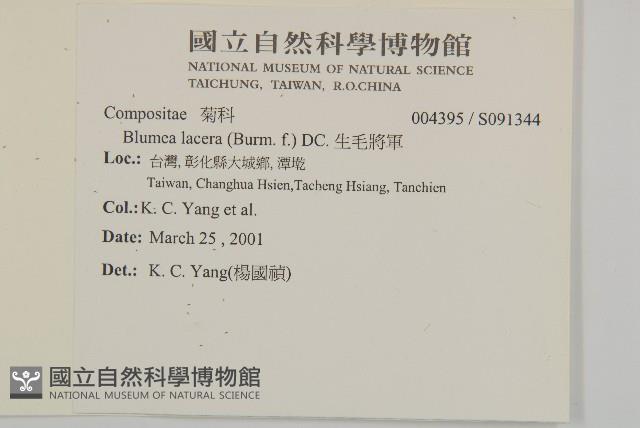 國立自然科學博物館
NATIONAL MUSEUM OF NATURAL SCIENCE
TAICHUNG, TAIWAN, R.O.CHINA
Compositae 菊科 004395 / S091344
Blumea lacera (Burm. f.) DC. 生毛將軍
Loc.: 台灣, 彰化縣大城鄉, 潭墘
Taiwan, Changhua Hsien,Tacheng Hsiang, Tanchien
Col.: K. C. Yang et al.
Date: March 25 , 2001
Det.: K. C. Yang(楊國禎)
國立自然科學博物館
NATIONAL MUSEUM OF NATURAL SCIENCE